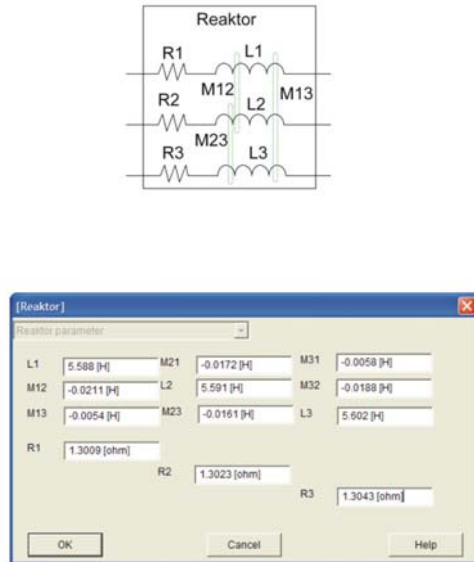 Reaktor
R1 L1
M12 M13
R2 L2
M23
R3 L3
[Reaktor]
Reaktor parameter
L1 5.588 [H] M21 -0.0172 [H] M31 -0.0058 [H]
M12 -0.0211 [H] L2 5.591 [H] M32 -0.0188 [H]
M13 -0.0054 [H] M23 -0.0161 [H] L3 5.602 [H]
R1 1.3009 [ohm]
R2 1.3023 [ohm]
R3 1.3043 [ohm]
OK Cancel Help